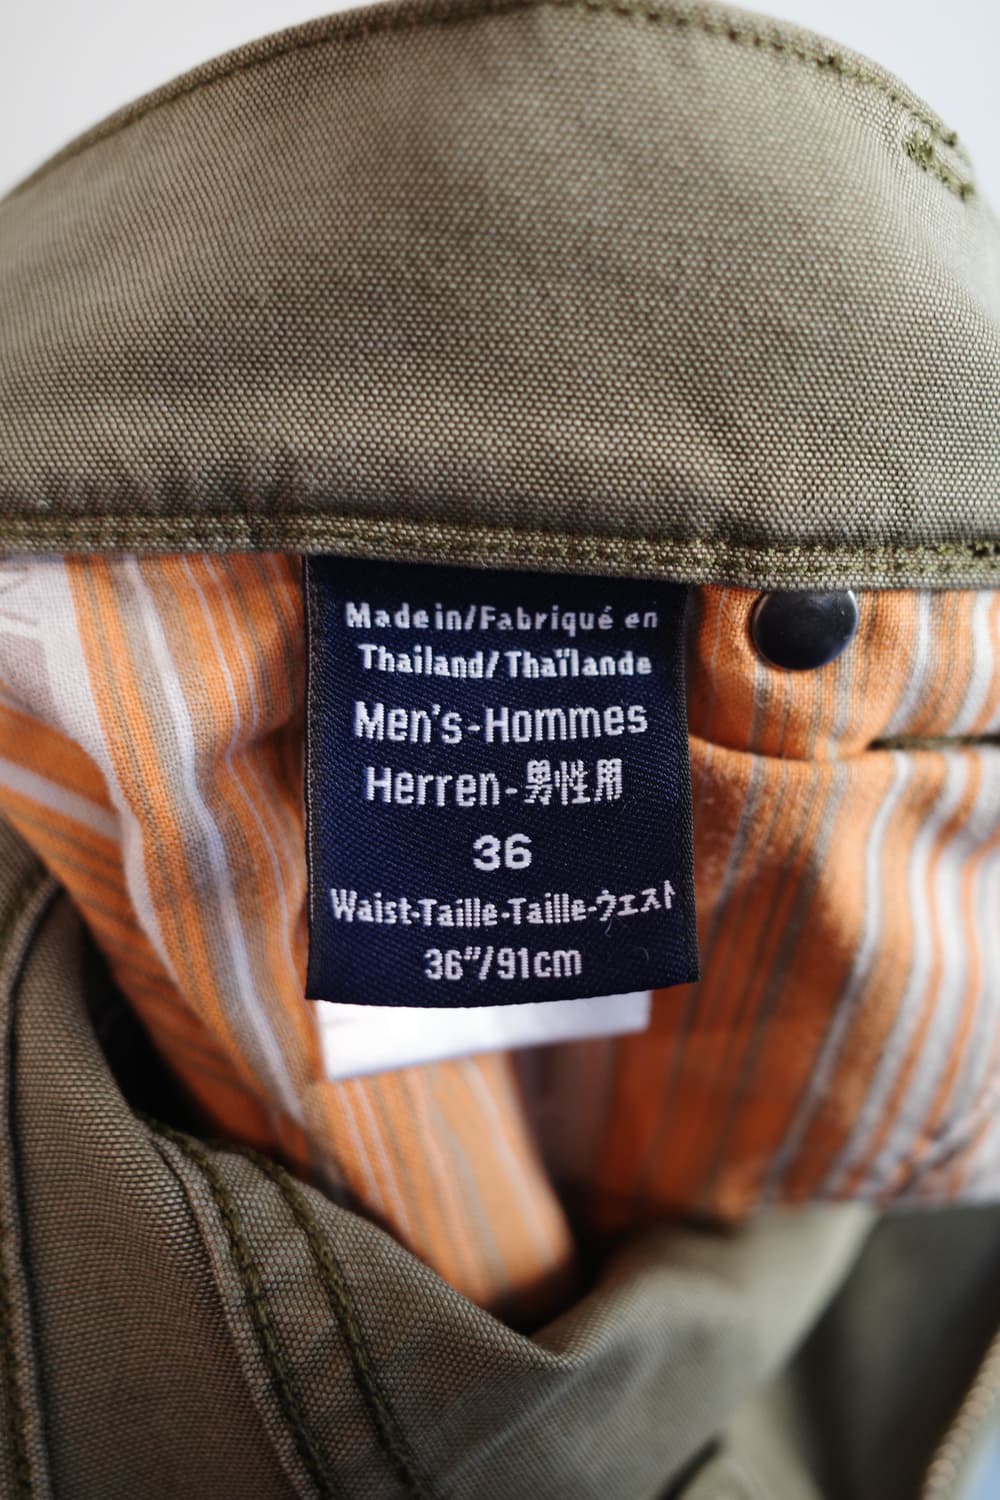 Made in/Fabriqué en
Thailand/Thaïlande
Men's-Hommes
Herren-男性用
36
Waist-Taille-Taille-ウェスト
36"/91cm